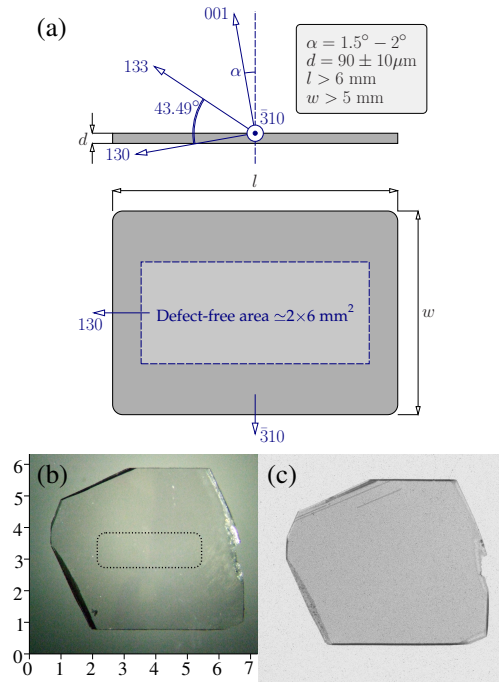 (a)
001
α = 1.5° − 2°
d = 90 ± 10μm
l > 6 mm
w > 5 mm
133
α
43.49°
3̄10
d
130
l
Defect-free area ≃2×6 mm²
130
w
3̄10
(b)
(c)
6
5
4
3
2
1
0
0 1 2 3 4 5 6 7